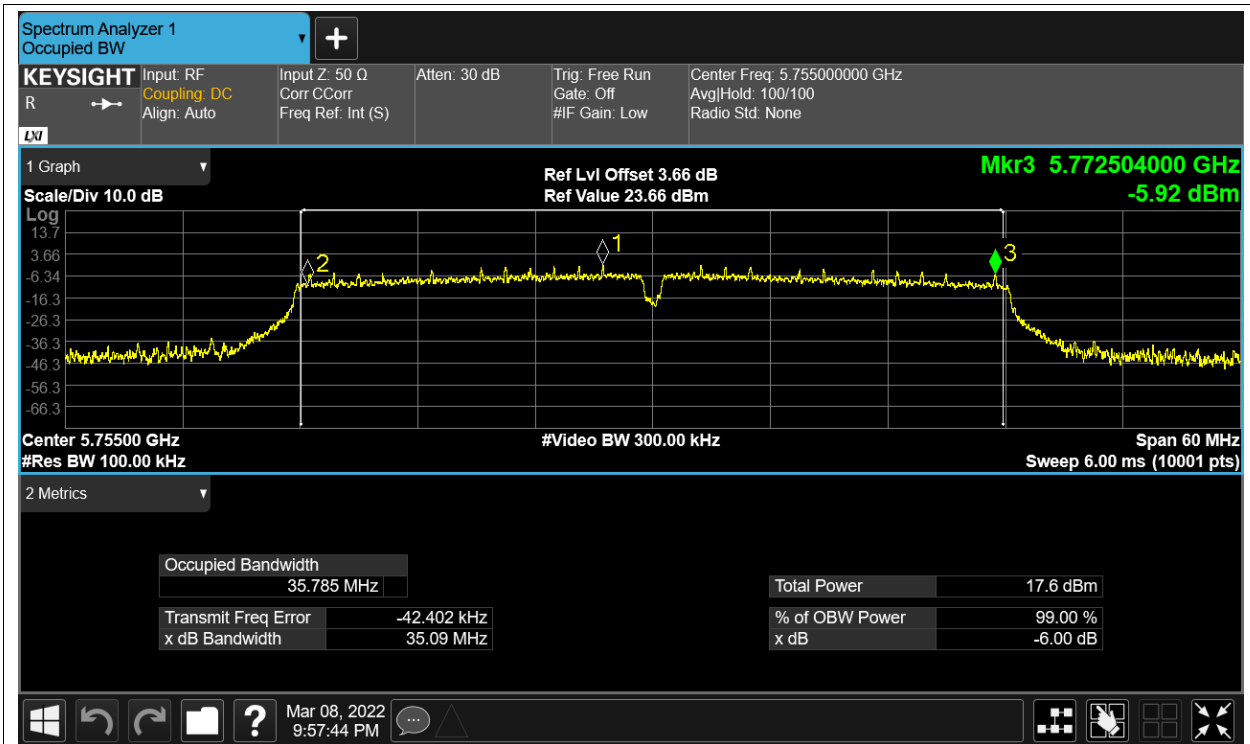 Spectrum Analyzer 1
Occupied BW
KEYSIGHT
R
LXI
Input: RF
Coupling: DC
Align: Auto
Input Z: 50 Ω
Corr CCorr
Freq Ref: Int (S)
Atten: 30 dB
Trig: Free Run
Gate: Off
#IF Gain: Low
Center Freq: 5.755000000 GHz
Avg|Hold: 100/100
Radio Std: None
1 Graph
Scale/Div 10.0 dB
Ref Lvl Offset 3.66 dB
Ref Value 23.66 dBm
Mkr3 5.772504000 GHz
-5.92 dBm
Log
13.7
3.66
-6.34
-16.3
-26.3
-36.3
-46.3
-56.3
-66.3
2
1
3
Center 5.75500 GHz
#Res BW 100.00 kHz
#Video BW 300.00 kHz
Span 60 MHz
Sweep 6.00 ms (10001 pts)
2 Metrics
Occupied Bandwidth
35.785 MHz
Transmit Freq Error -42.402 kHz
x dB Bandwidth 35.09 MHz
Total Power 17.6 dBm
% of OBW Power 99.00 %
x dB -6.00 dB
?
Mar 08, 2022
9:57:44 PM